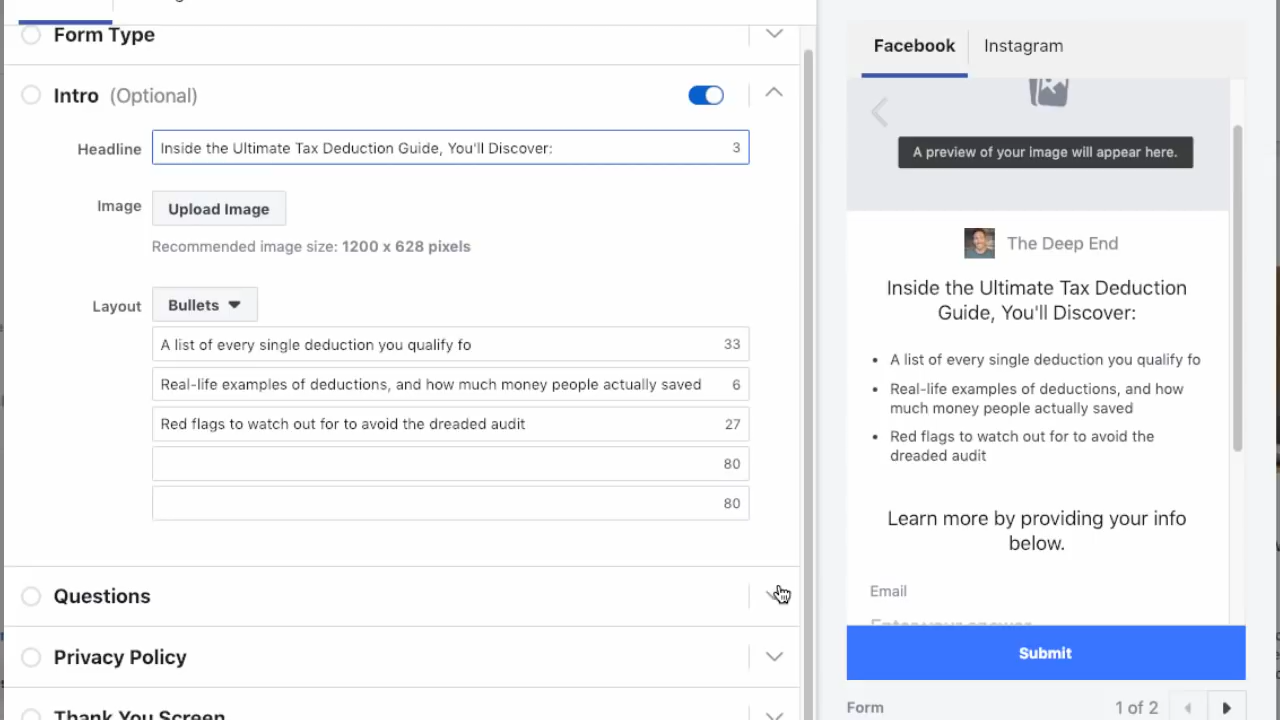 Form Type
Intro (Optional)
Headline
Inside the Ultimate Tax Deduction Guide, You'll Discover:
3
Image
Upload Image
Recommended image size: 1200 x 628 pixels
Layout
Bullets
A list of every single deduction you qualify fo
33
Real-life examples of deductions, and how much money people actually saved
6
Red flags to watch out for to avoid the dreaded audit
27
80
80
Questions
Privacy Policy
Thank You Screen
Facebook
Instagram
A preview of your image will appear here.
The Deep End
Inside the Ultimate Tax Deduction
Guide, You'll Discover:
• A list of every single deduction you qualify fo
• Real-life examples of deductions, and how
much money people actually saved
• Red flags to watch out for to avoid the
dreaded audit
Learn more by providing your info
below.
Email
Enter your answer
Submit
Form
1 of 2